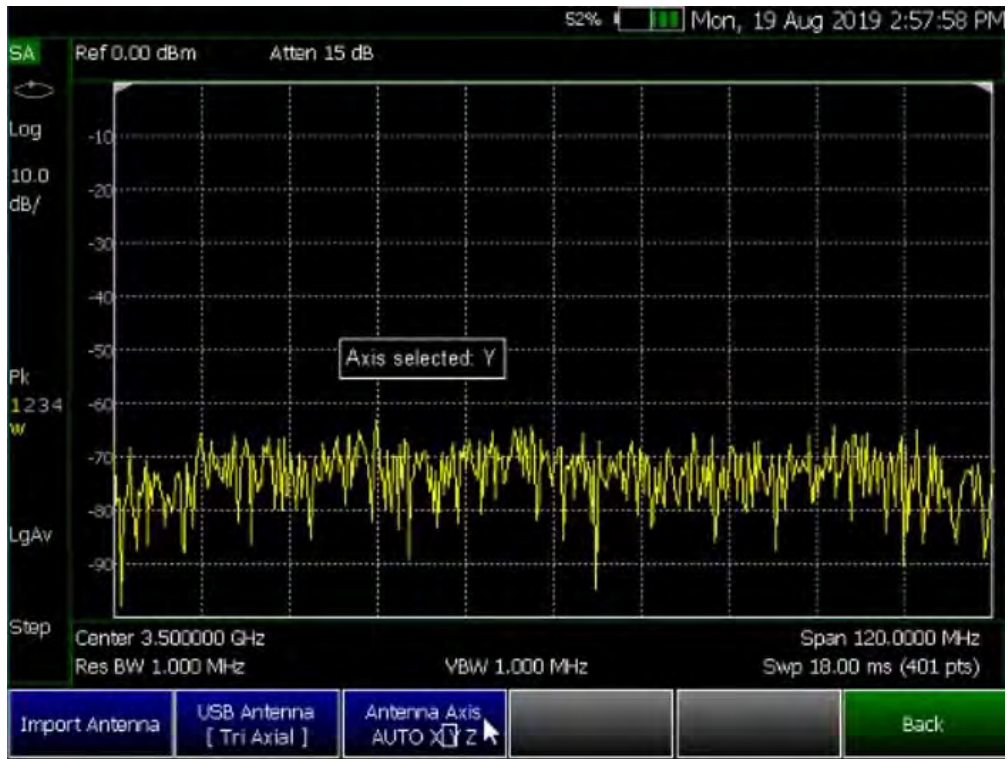 52% Mon, 19 Aug 2019 2:57:58 PM
SA
Ref 0.00 dBm Atten 15 dB
Log
10.0
dB/
-10
-20
-30
-40
-50
-60
-70
-80
-90
Axis selected: Y
Pk
1234
W
LgAv
Step
Center 3.500000 GHz Span 120.0000 MHz
Res BW 1.000 MHz VBW 1.000 MHz Swp 18.00 ms (401 pts)
Import Antenna
USB Antenna
[ Tri Axial ]
Antenna Axis
AUTO X Y Z
Back